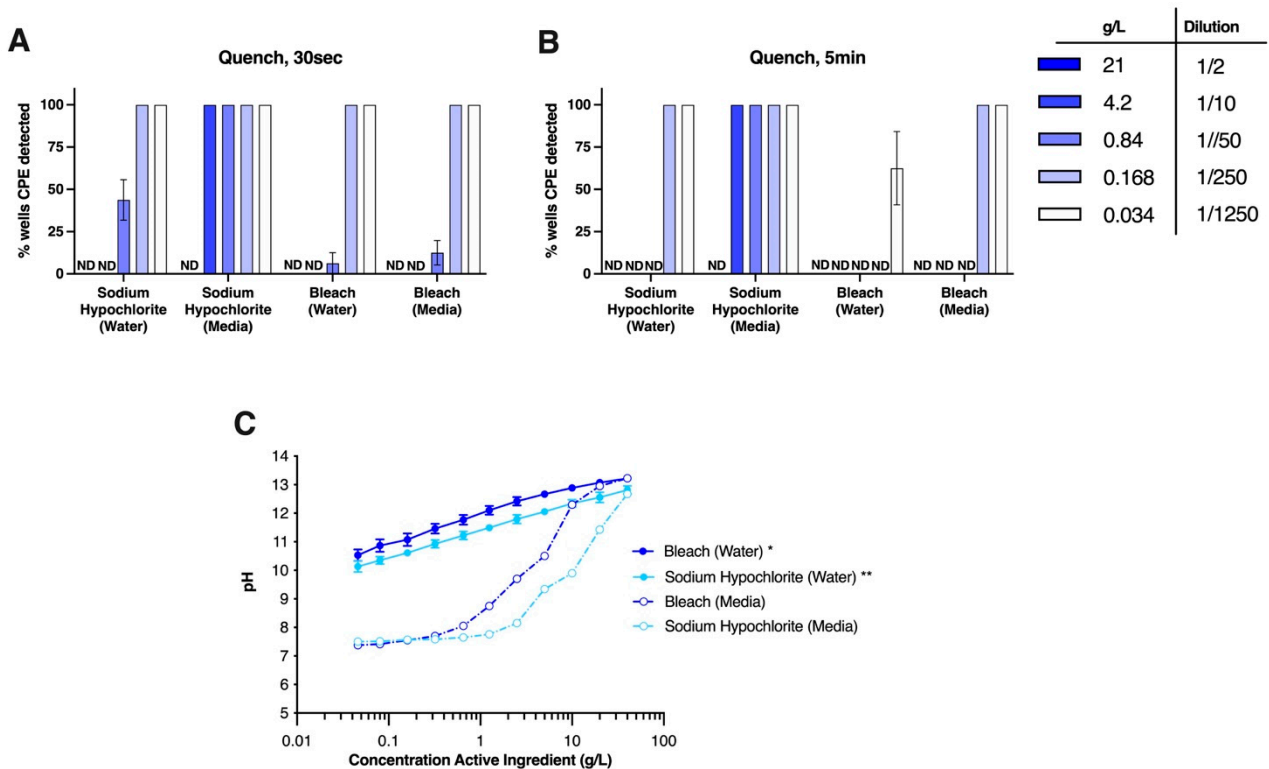 A
Quench, 30sec
% wells CPE detected
100
75
50
25
0
ND ND
ND
ND ND
ND ND
Sodium
Hypochlorite
(Water)
Sodium
Hypochlorite
(Media)
Bleach
(Water)
Bleach
(Media)
B
Quench, 5min
% wells CPE detected
100
75
50
25
0
ND ND ND
ND
ND ND ND ND
ND ND ND
Sodium
Hypochlorite
(Water)
Sodium
Hypochlorite
(Media)
Bleach
(Water)
Bleach
(Media)
g/L Dilution
21 1/2
4.2 1/10
0.84 1//50
0.168 1/250
0.034 1/1250
C
pH
14
13
12
11
10
9
8
7
6
5
0.01 0.1 1 10 100
Concentration Active Ingredient (g/L)
Bleach (Water) *
Sodium Hypochlorite (Water) **
Bleach (Media)
Sodium Hypochlorite (Media)